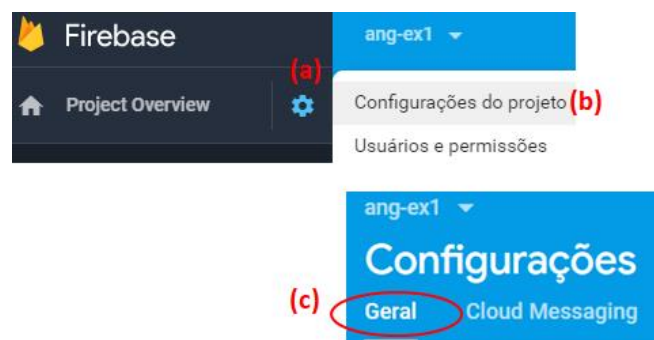 Firebase
ang-ex1
(a)
Project Overview
Configurações do projeto (b)
Usuários e permissões
ang-ex1
Configurações
(c)
Geral Cloud Messaging